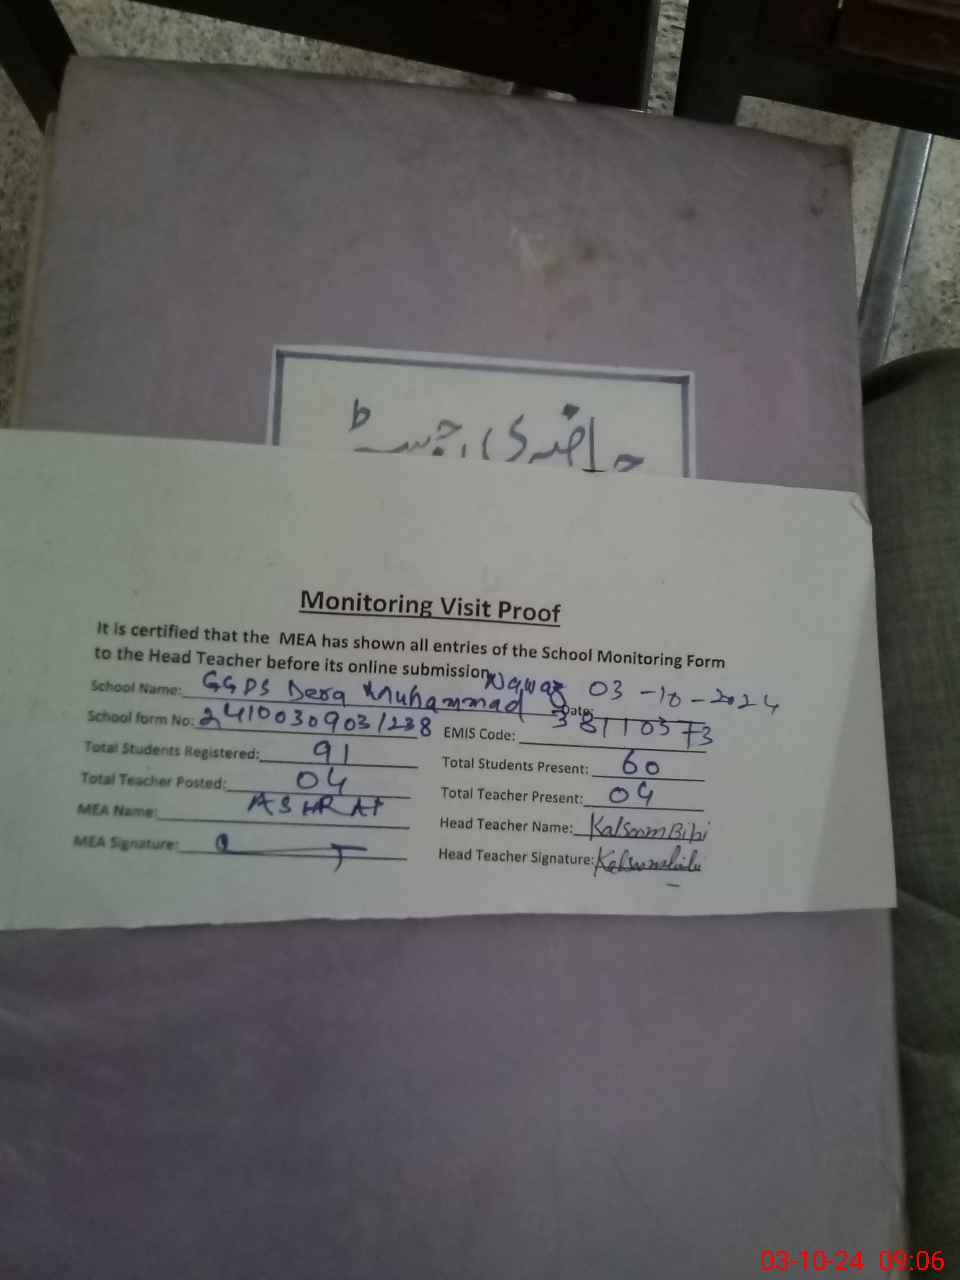 حاضری رجسٹ
Monitoring Visit Proof
It is certified that the MEA has shown all entries of the School Monitoring Form
to the Head Teacher before its online submission
School Name: GGPS Dera Muhammad Nawaz Date: 03-10-2024
School form No: 2410030903/238 EMIS Code: 38110373
Total Students Registered: 91 Total Students Present: 60
Total Teacher Posted: 04 Total Teacher Present: 04
MEA Name: Head Teacher Name: Kalsoom Bibi
MEA Signature: Head Teacher Signature: Kalsoombibi
03-10-24 09:06